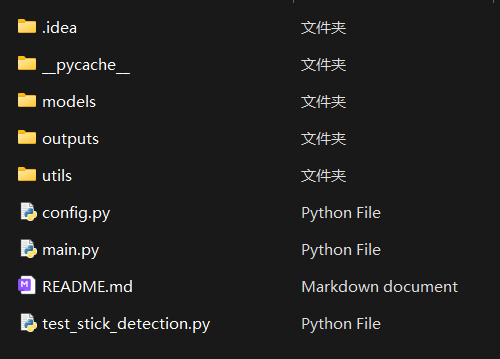 .idea 文件夹
__pycache__ 文件夹
models 文件夹
outputs 文件夹
utils 文件夹
config.py Python File
main.py Python File
README.md Markdown document
test_stick_detection.py Python File